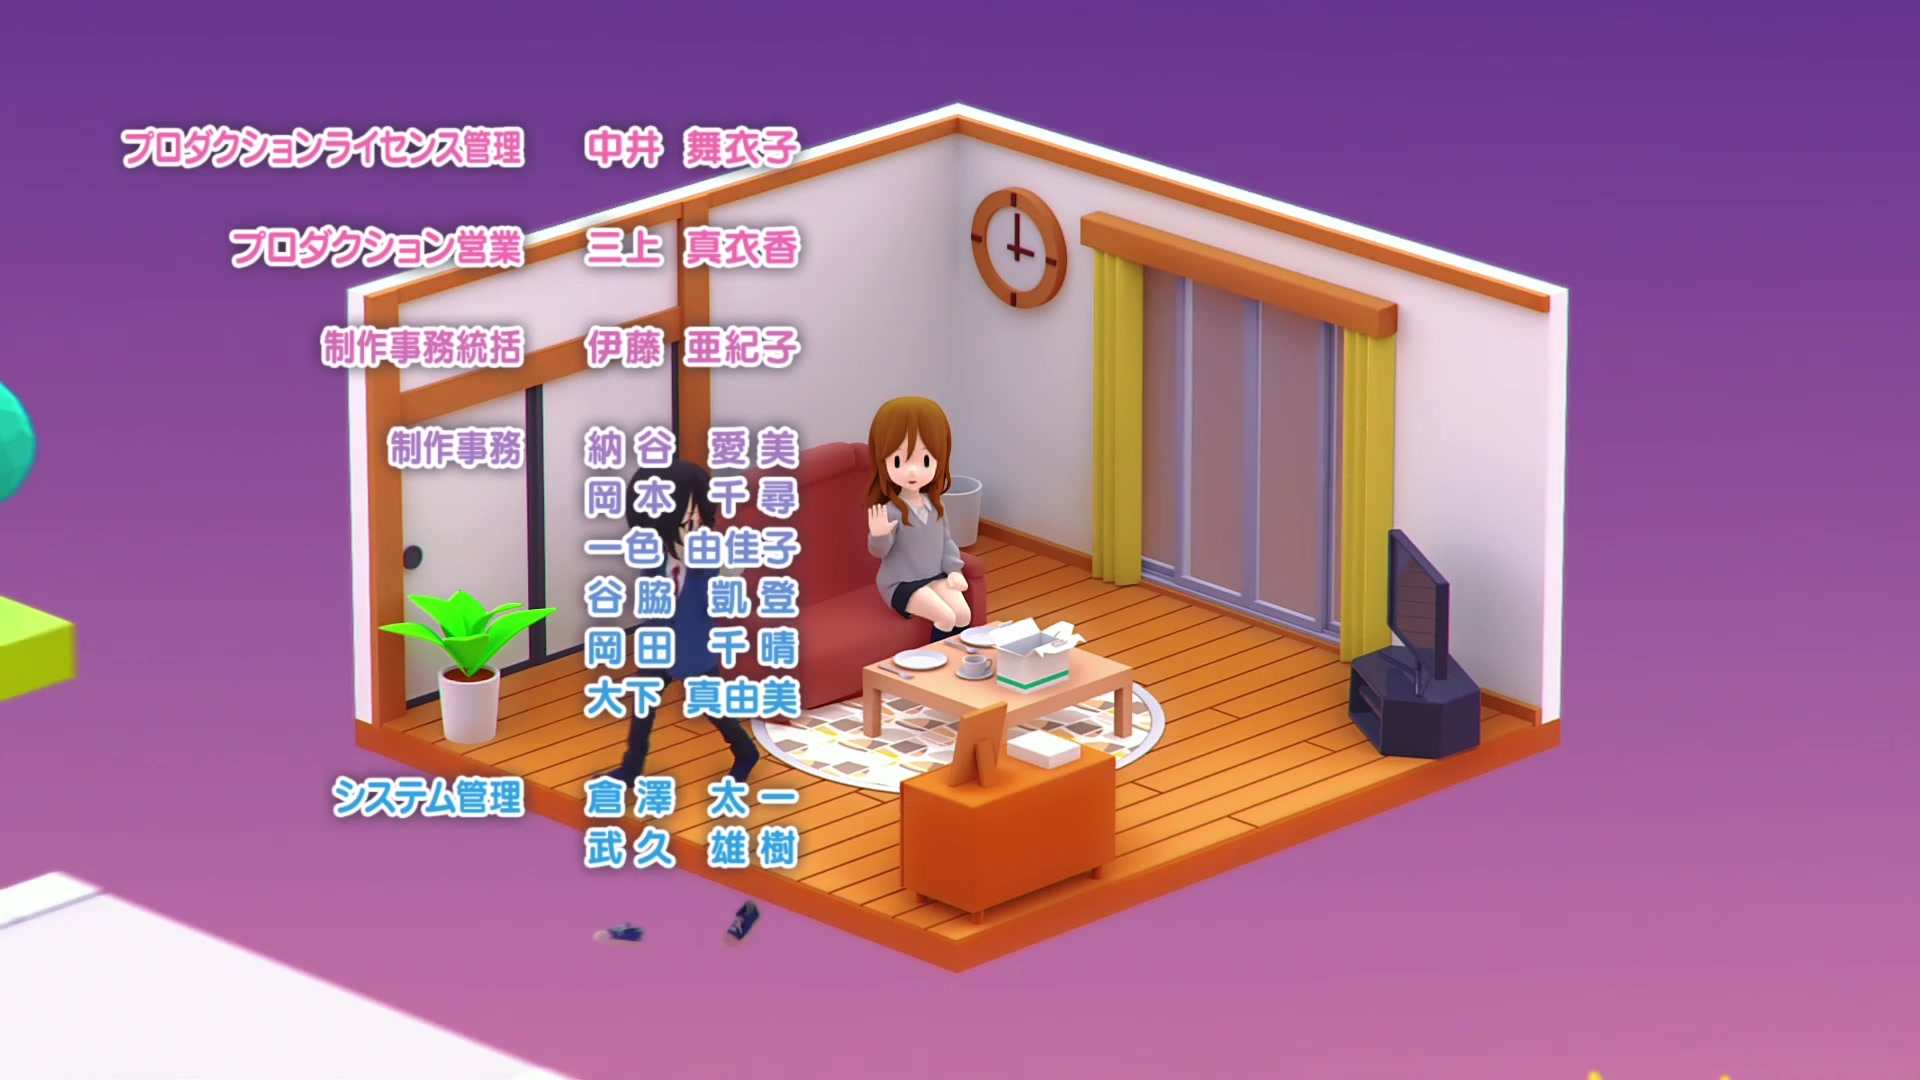 プロダクションライセンス管理 中井 舞衣子
プロダクション営業 三上 真衣香
制作事務統括 伊藤 亜紀子
制作事務 納谷 愛美
岡本 千尋
一色 由佳子
谷脇 凱登
岡田 千晴
大下 真由美
システム管理 倉澤 太一
武久 雄樹